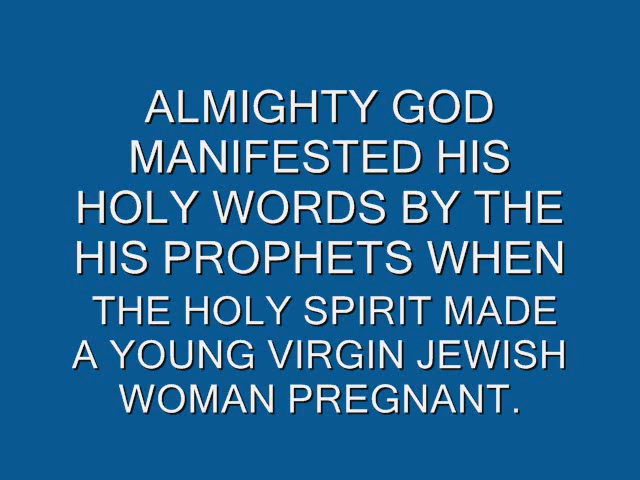 ALMIGHTY GOD
MANIFESTED HIS
HOLY WORDS BY THE
HIS PROPHETS WHEN
THE HOLY SPIRIT MADE
A YOUNG VIRGIN JEWISH
WOMAN PREGNANT.